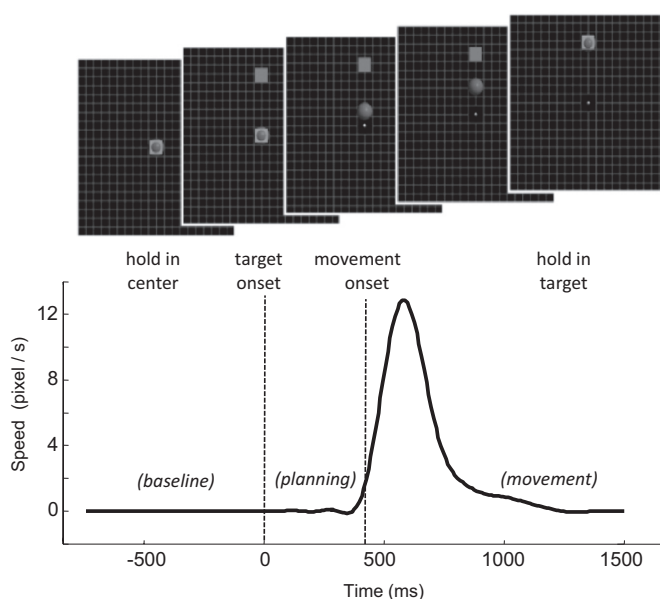 hold in
center
target
onset
movement
onset
hold in
target
12
8
4
0
Speed (pixel / s)
(baseline)
(planning)
(movement)
-500
0
500
1000
1500
Time (ms)